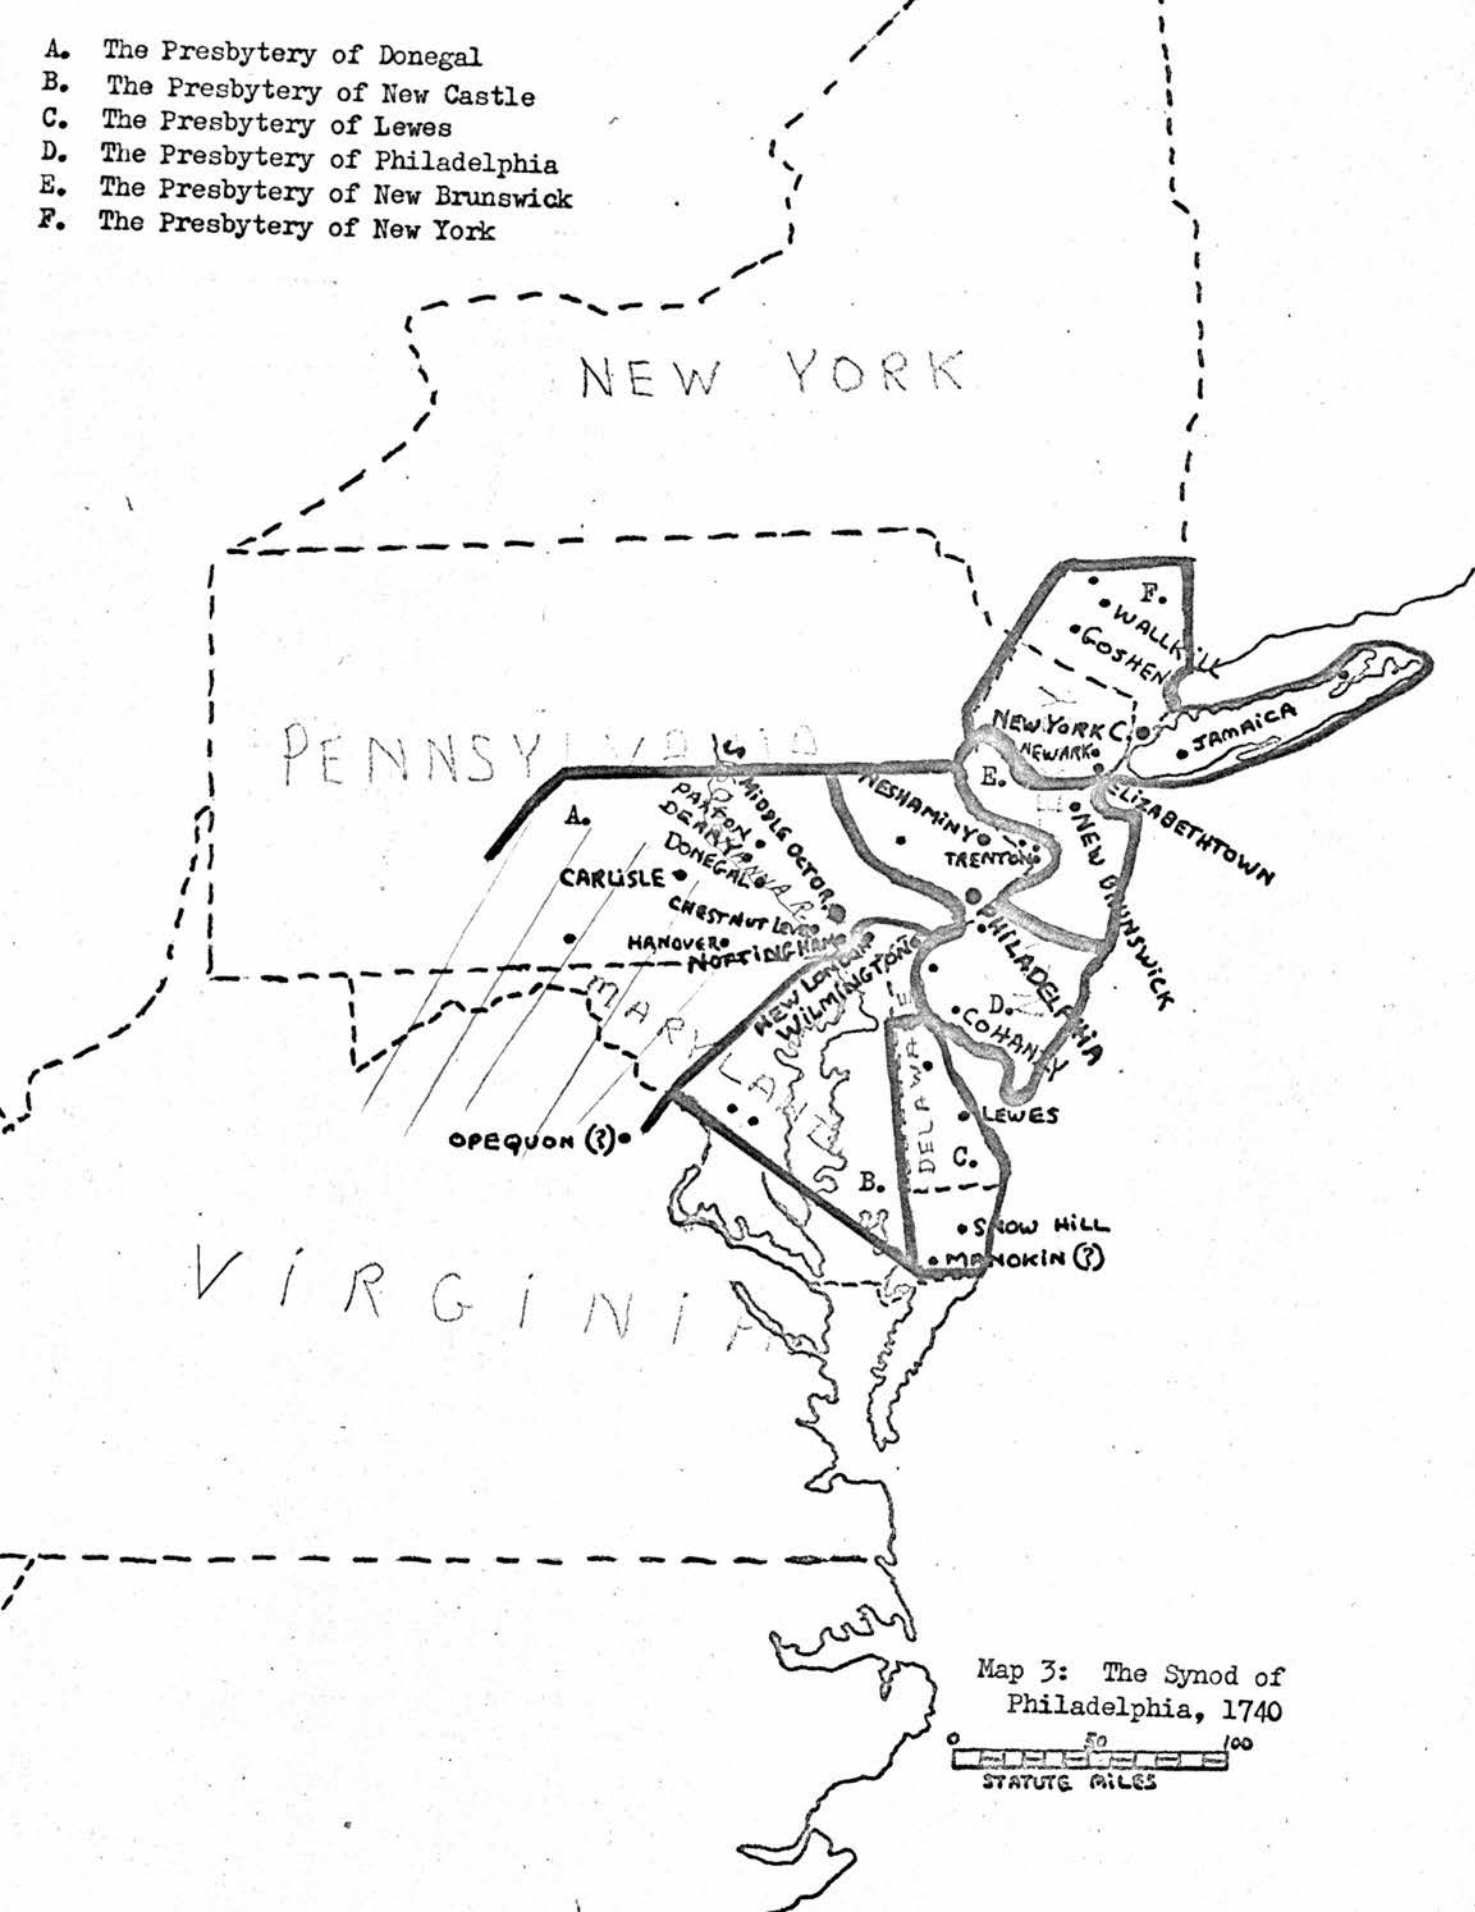 A. The Presbytery of Donegal
B. The Presbytery of New Castle
C. The Presbytery of Lewes
D. The Presbytery of Philadelphia
E. The Presbytery of New Brunswick
F. The Presbytery of New York
NEW YORK
F.
WALLKiLL
GOSHEN
NEW YORK C.
NEWARK
JAMAiCA
PENNSYLVANIA
E.
ELIZABETHTOWN
NESHAMiNY
TRENTON
NEW BRUNSWiCK
A.
MIDDLE OCTOR.
PAXTON
DERRY
DONEGAL
CARLiSLE
CHESTNUT LEVEL
HANOVER
NOTTiNGHAM
NEW LONDON
WiLMiNGTON
PHiLADELPHiA
D.
COHANZY
MARYLAND
DELAWARE
LEWES
OPEQUON (?)
C.
B.
SNOW HiLL
MANOKiN (?)
ViRGiNiA
Map 3: The Synod of
Philadelphia, 1740
0 50 100
STATUTE MiLES